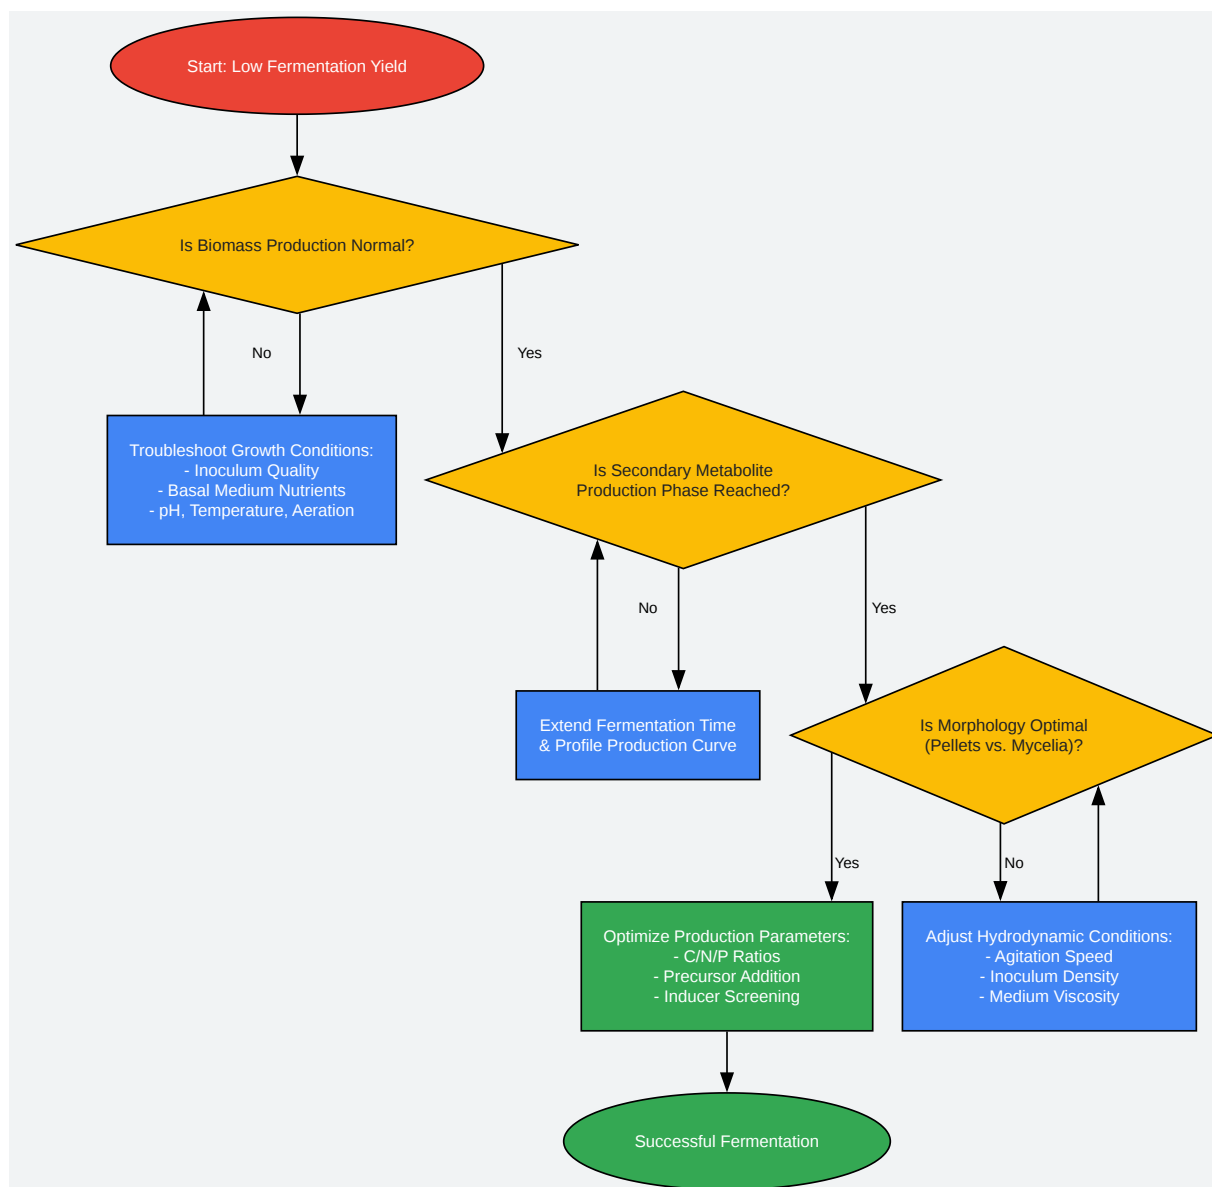 Start: Low Fermentation Yield
Is Biomass Production Normal?
No
Yes
Troubleshoot Growth Conditions:
- Inoculum Quality
- Basal Medium Nutrients
- pH, Temperature, Aeration
Is Secondary Metabolite
Production Phase Reached?
No
Yes
Extend Fermentation Time
& Profile Production Curve
Is Morphology Optimal
(Pellets vs. Mycelia)?
Yes
No
Optimize Production Parameters:
- C/N/P Ratios
- Precursor Addition
- Inducer Screening
Adjust Hydrodynamic Conditions:
- Agitation Speed
- Inoculum Density
- Medium Viscosity
Successful Fermentation